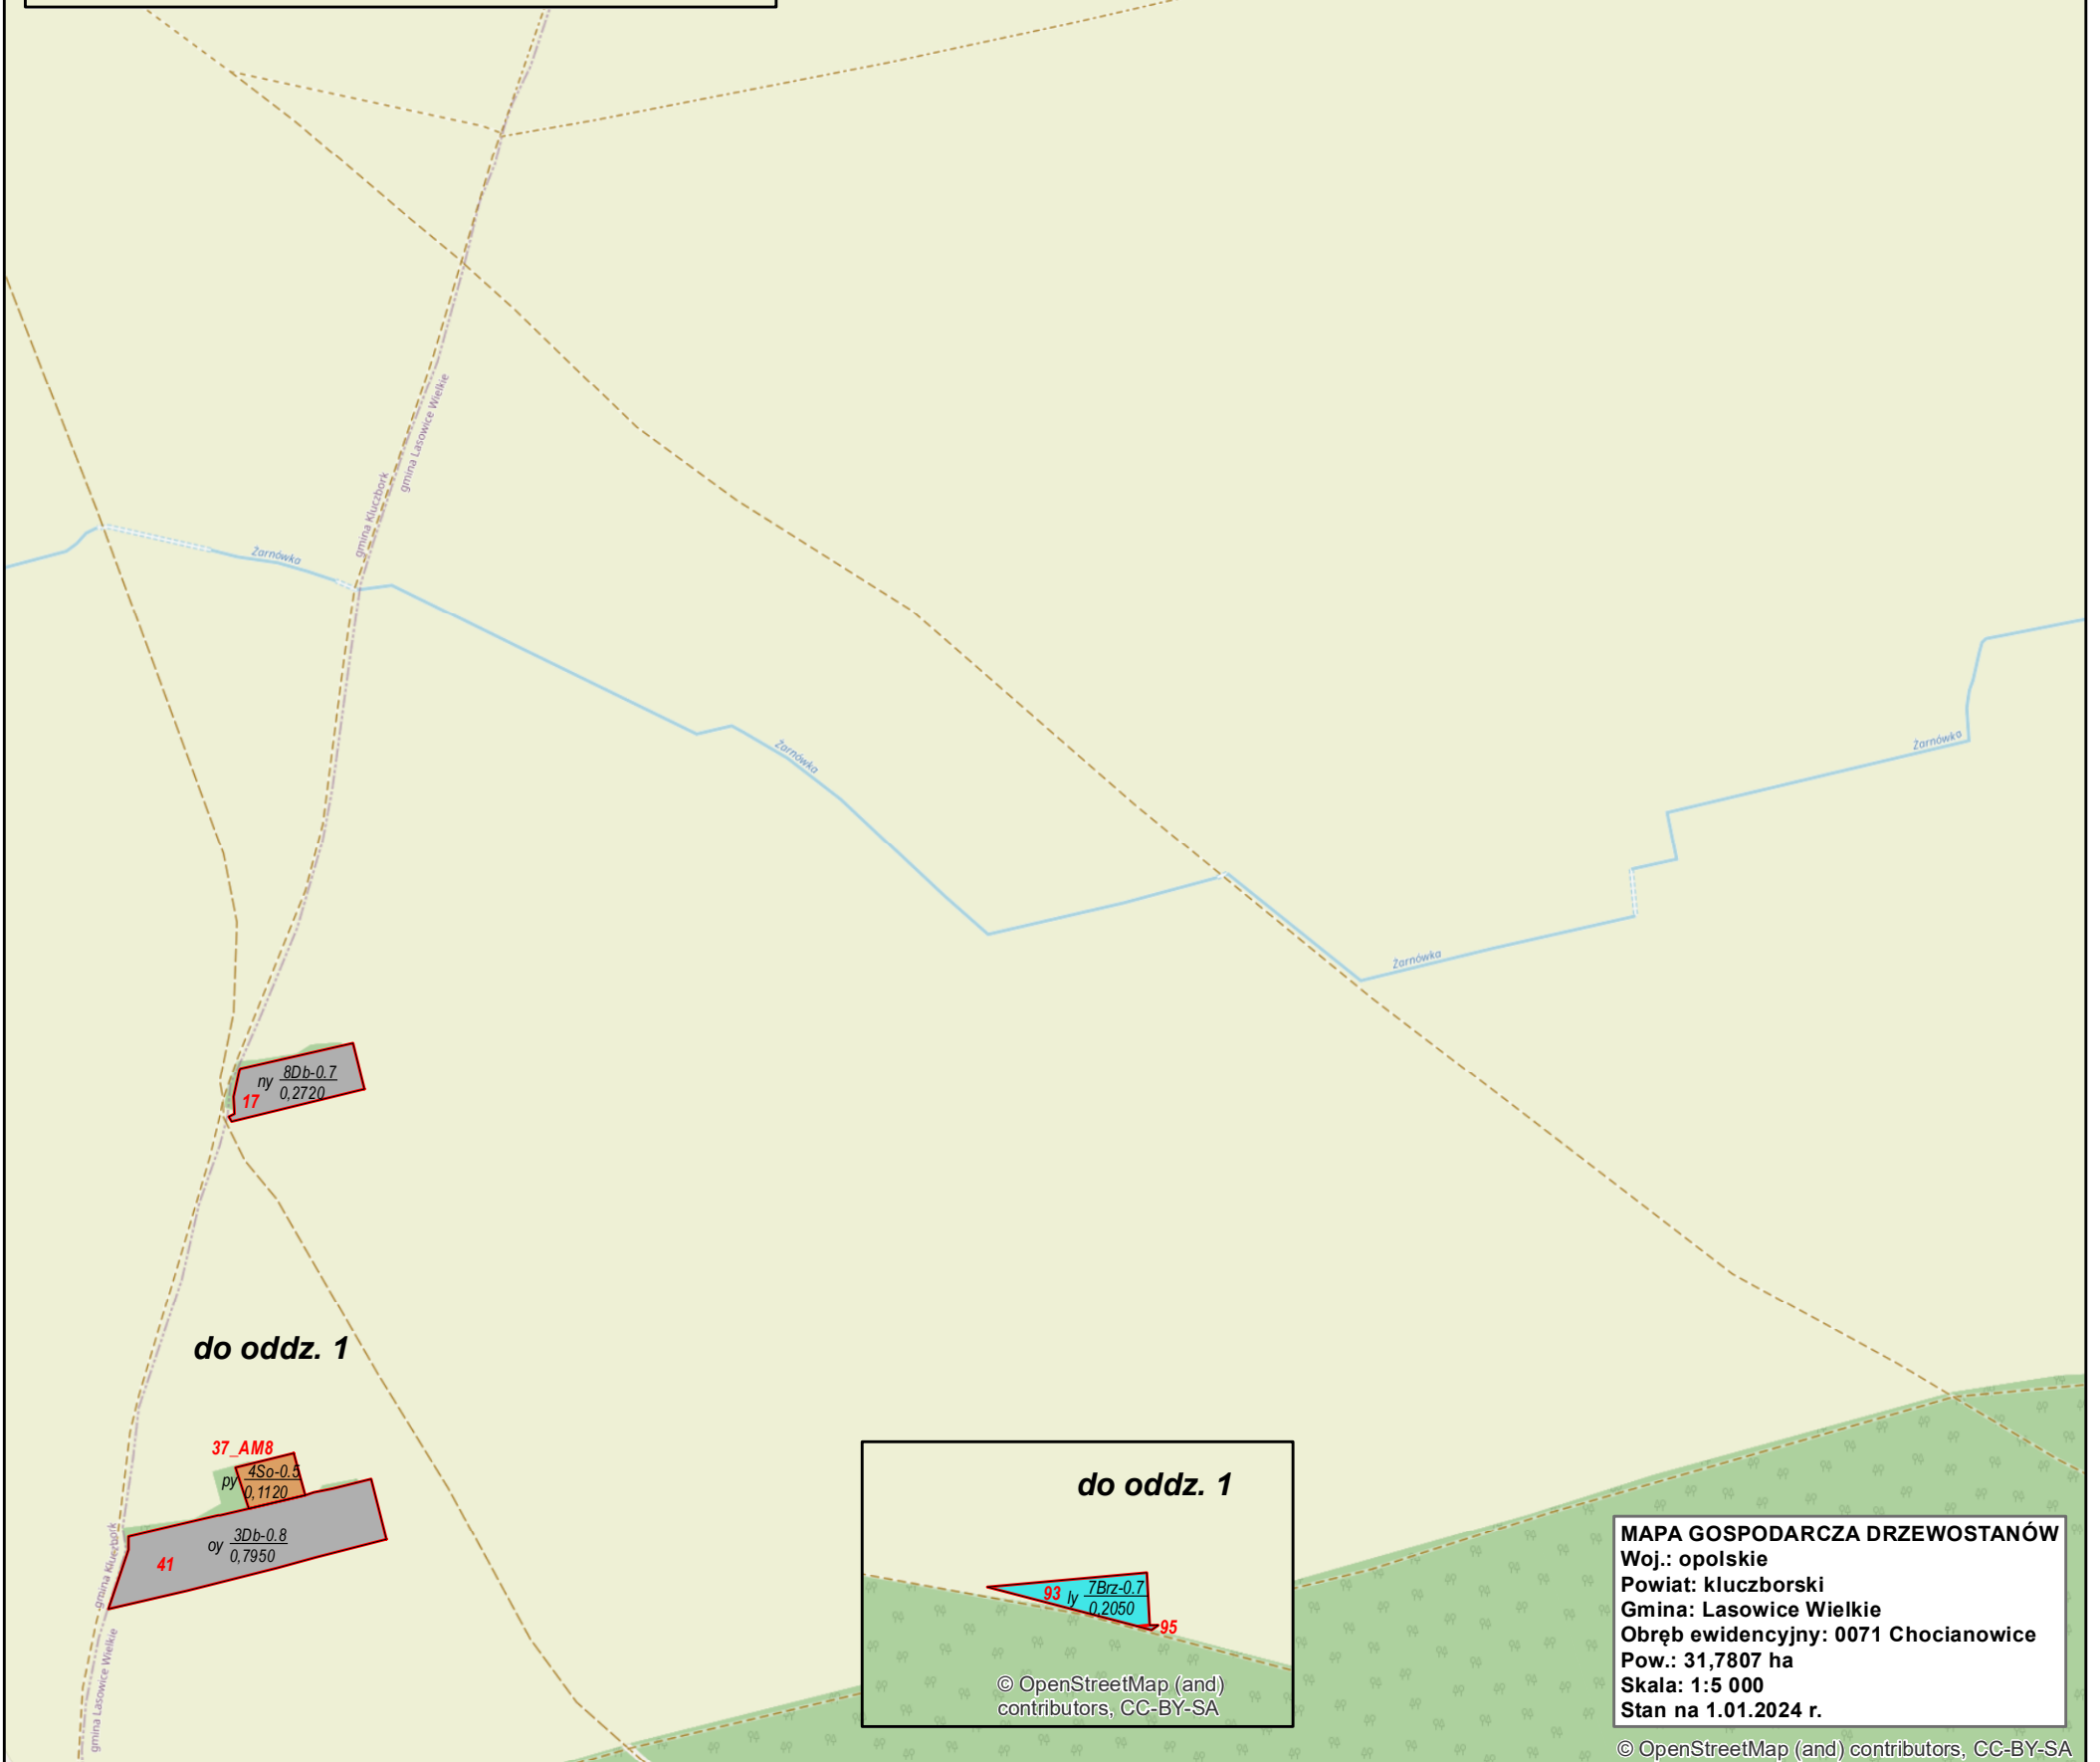 gmina Kluczbork
gmina Lasowice Wielkie
Żarnówka
Żarnówka
Żarnówka
Żarnówka
ny 8Db-0.7
0,2720
17
do oddz. 1
37_AM8
py 4So-0.5
0,1120
oy 3Db-0.8
0,7950
41
gmina Kluczbork
gmina Lasowice Wielkie
do oddz. 1
93 ly 7Brz-0.7
0,2050
95
© OpenStreetMap (and)
contributors, CC-BY-SA
MAPA GOSPODARCZA DRZEWOSTANÓW
Woj.: opolskie
Powiat: kluczborski
Gmina: Lasowice Wielkie
Obręb ewidencyjny: 0071 Chocianowice
Pow.: 31,7807 ha
Skala: 1:5 000
Stan na 1.01.2024 r.
© OpenStreetMap (and) contributors, CC-BY-SA